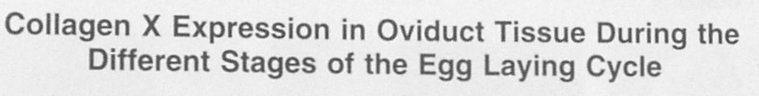 Collagen X Expression in Oviduct Tissue During the
Different Stages of the Egg Laying Cycle